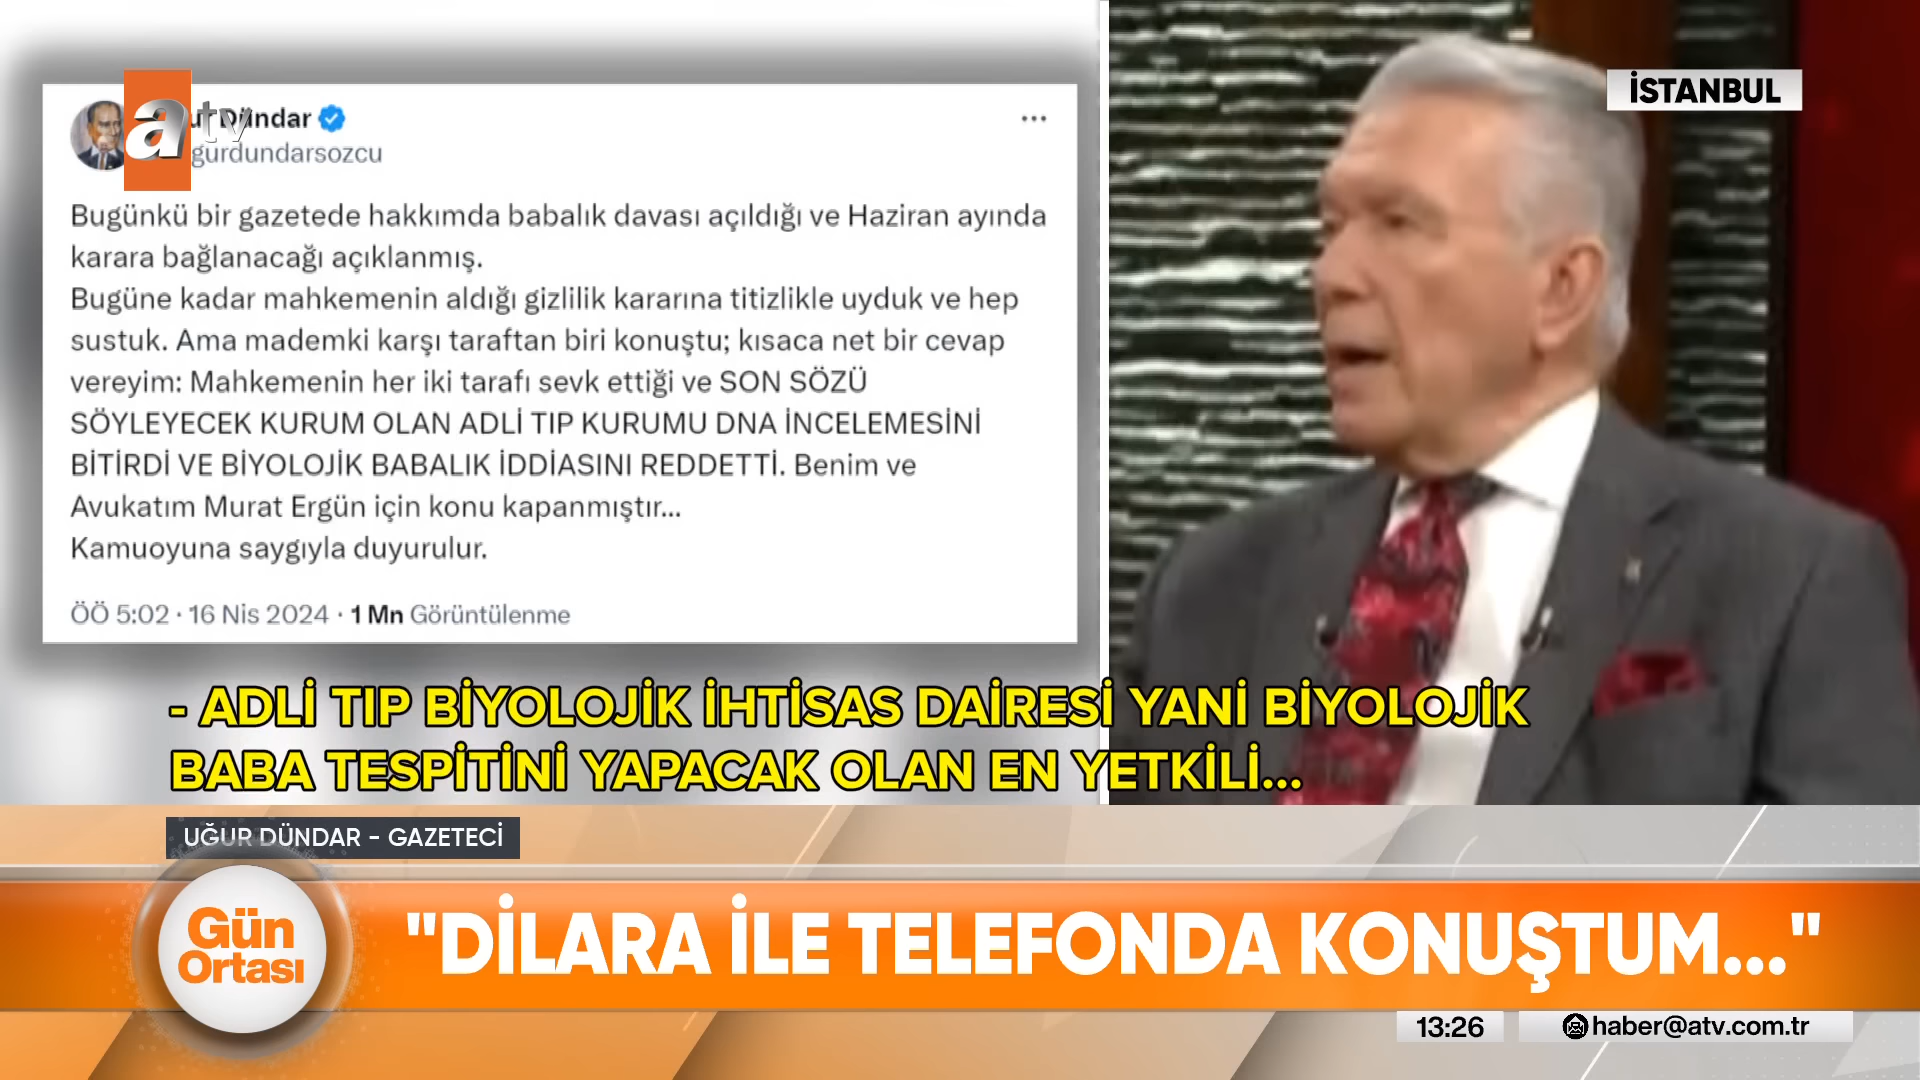 atv
Dündar
gurdundarsozcu
Bugünkü bir gazetede hakkımda babalık davası açıldığı ve Haziran ayında
karara bağlanacağı açıklanmış.
Bugüne kadar mahkemenin aldığı gizlilik kararına titizlikle uyduk ve hep
sustuk. Ama mademki karşı taraftan biri konuştu; kısaca net bir cevap
vereyim: Mahkemenin her iki tarafı sevk ettiği ve SON SÖZÜ
SÖYLEYECEK KURUM OLAN ADLİ TIP KURUMU DNA İNCELEMESİNİ
BİTİRDİ VE BİYOLOJİK BABALIK İDDİASINI REDDETTİ. Benim ve
Avukatım Murat Ergün için konu kapanmıştır...
Kamuoyuna saygıyla duyurulur.
ÖÖ 5:02 · 16 Nis 2024 · 1 Mn Görüntülenme
İSTANBUL
- ADLİ TIP BİYOLOJİK İHTİSAS DAİRESİ YANİ BİYOLOJİK
BABA TESPİTİNİ YAPACAK OLAN EN YETKİLİ...
UĞUR DÜNDAR - GAZETECİ
Gün
Ortası
"DİLARA İLE TELEFONDA KONUŞTUM..."
13:26
haber@atv.com.tr